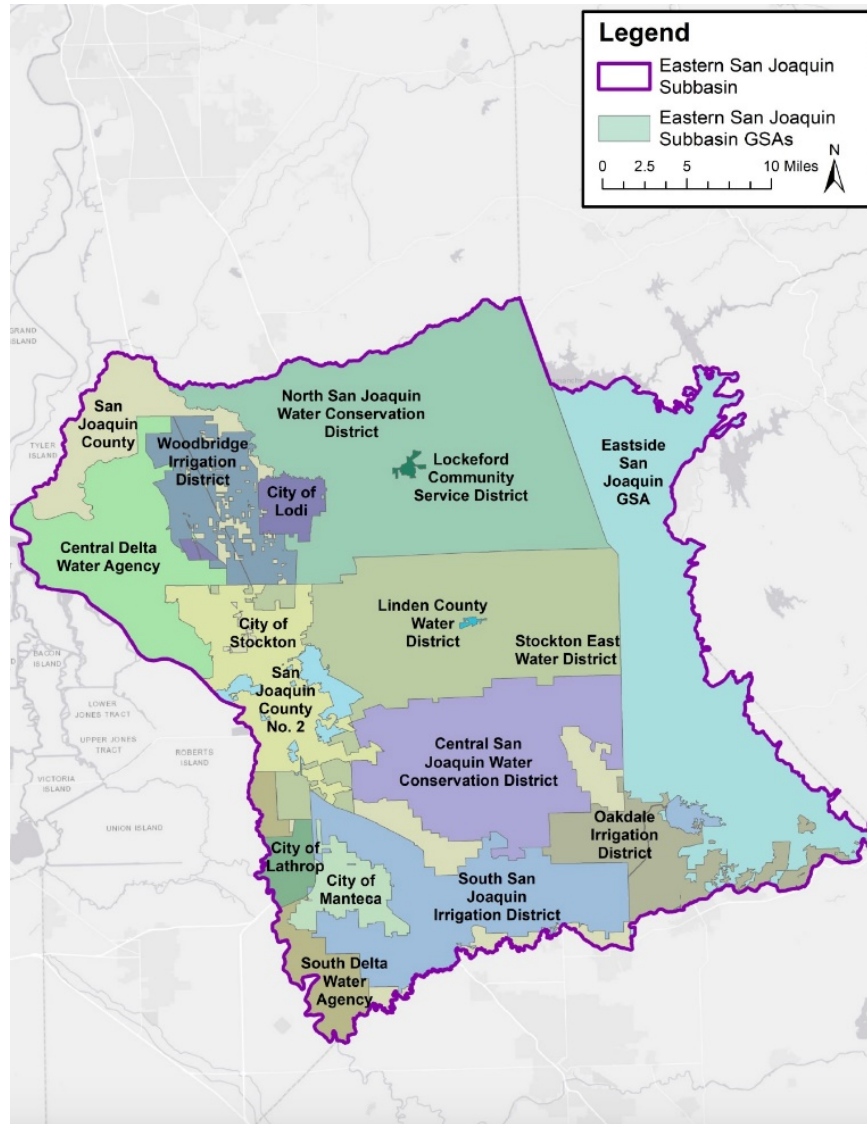 Legend
Eastern San Joaquin
Subbasin
Eastern San Joaquin
Subbasin GSAs
0 2.5 5 10 Miles
N
GRAND
ISLAND
San
Joaquin
County
TYLER
ISLAND
North San Joaquin
Water Conservation
District
Woodbridge
Irrigation
District
Lockeford
Community
Service District
Eastside
San
Joaquin
GSA
City of
Lodi
Central Delta
Water Agency
City of
Stockton
Linden County
Water
District
Stockton East
Water District
BACON
ISLAND
San
Joaquin
County
No. 2
LOWER
JONES TRACT
UPPER JONES
TRACT
ROBERTS
ISLAND
VICTORIA
ISLAND
Central San
Joaquin Water
Conservation District
UNION ISLAND
Oakdale
Irrigation
District
City of
Lathrop
City of
Manteca
South San
Joaquin
Irrigation District
South Delta
Water
Agency